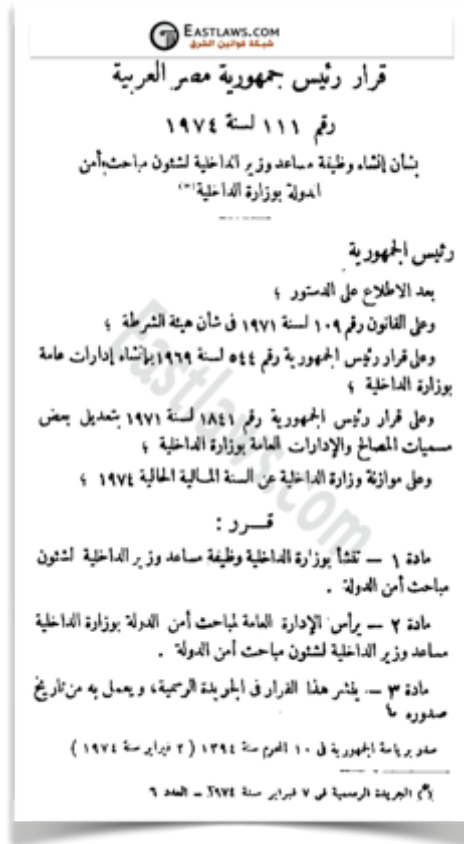 EASTLAWS.COM
شبكة قوانين الشرق
قرار رئيس جمهورية مصر العربية
رقم ١١١ لسنة ١٩٧٤
بشأن إنشاء وظيفة مساعد وزير الداخلية لشئون مباحث أمن
الدولة بوزارة الداخلية(*)
رئيس الجمهورية
بعد الاطلاع على الدستور ؛
وعلى القانون رقم ١٠٩ لسنة ١٩٧١ فى شأن هيئة الشرطة ؛
وعلى قرار رئيس الجمهورية رقم ٥٤٤ لسنة ١٩٦٩ بإنشاء إدارات عامة
بوزارة الداخلية ؛
وعلى قرار رئيس الجمهورية رقم ١٨٤١ لسنة ١٩٧١ بتعديل بعض
مسميات المصالح والإدارات العامة بوزارة الداخلية ؛
وعلى موازنة وزارة الداخلية عن السنة المالية الحالية ١٩٧٤ ؛
قـــرر :
مادة ١ — تنشأ بوزارة الداخلية وظيفة مساعد وزير الداخلية لشئون
مباحث أمن الدولة .
مادة ٢ — يرأس الإدارة العامة لمباحث أمن الدولة بوزارة الداخلية
مساعد وزير الداخلية لشئون مباحث أمن الدولة .
مادة ٣ — ينشر هذا القرار فى الجريدة الرسمية، ويعمل به من تاريخ
صدوره
صدر برياسة الجمهورية فى ١٠ المحرم سنة ١٣٩٤ ( ٢ فبراير سنة ١٩٧٤ )
(*) الجريدة الرسمية فى ٧ فبراير سنة ١٩٧٤ – العدد ٦
Eastlaws.com